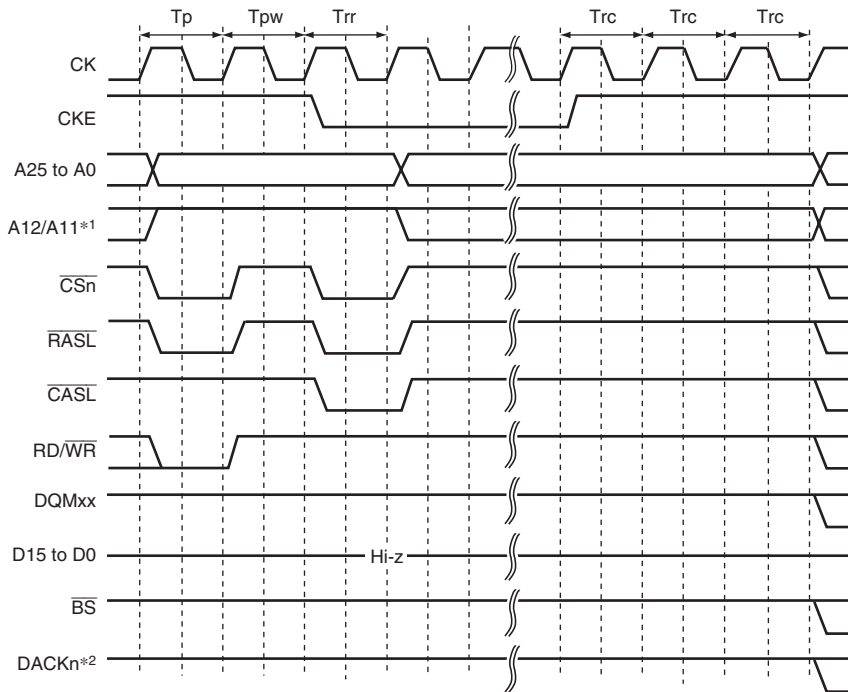 Tp Tpw Trr Trc Trc Trc
CK
CKE
A25 to A0
A12/A11*1
CSn
RASL
CASL
RD/WR
DQMxx
D15 to D0 Hi-z
BS
DACKn*2